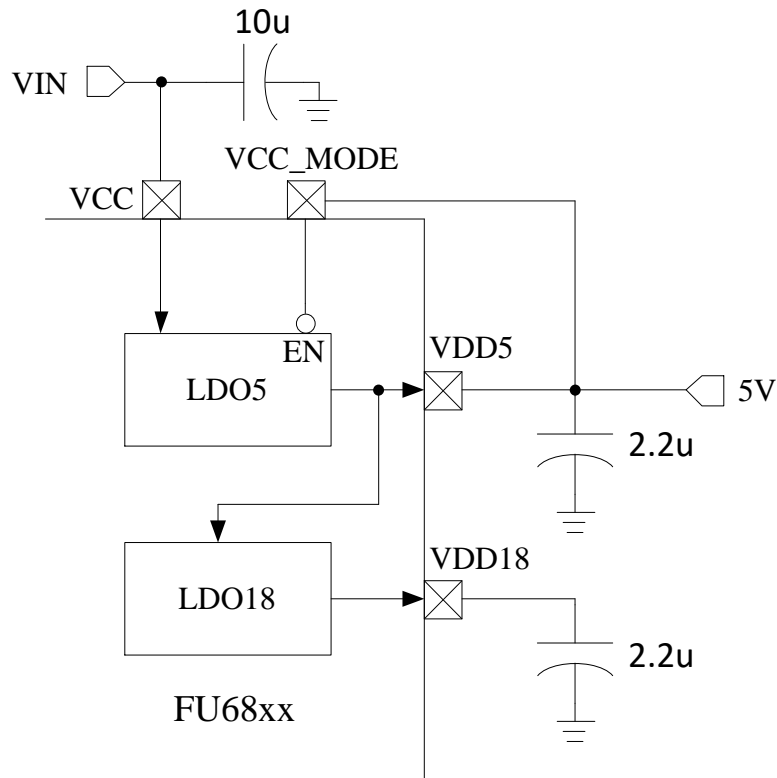 10u
VIN
VCC_MODE
VCC
EN
LDO5
VDD5
5V
2.2u
VDD18
LDO18
2.2u
FU68xx